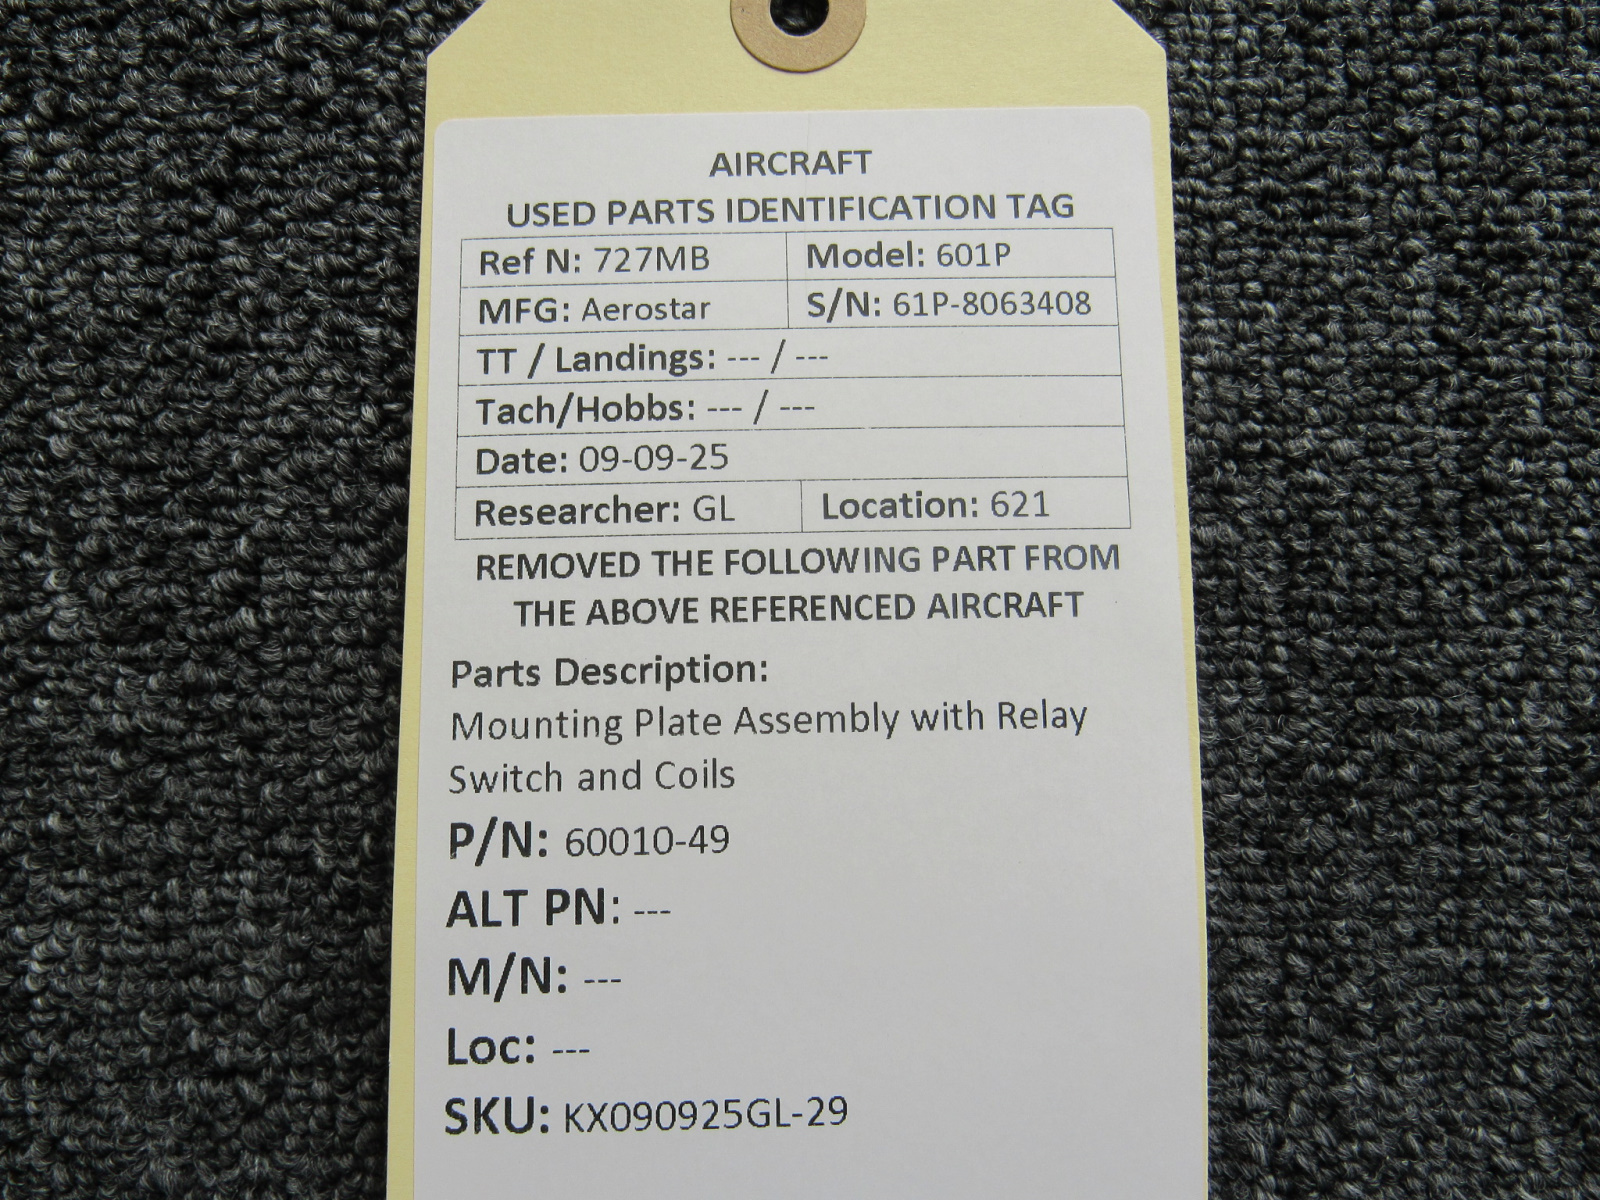 AIRCRAFT
USED PARTS IDENTIFICATION TAG
Ref N: 727MB Model: 601P
MFG: Aerostar S/N: 61P-8063408
TT / Landings: --- / ---
Tach/Hobbs: --- / ---
Date: 09-09-25
Researcher: GL Location: 621
REMOVED THE FOLLOWING PART FROM
THE ABOVE REFERENCED AIRCRAFT
Parts Description:
Mounting Plate Assembly with Relay
Switch and Coils
P/N: 60010-49
ALT PN: ---
M/N: ---
Loc: ---
SKU: KX090925GL-29